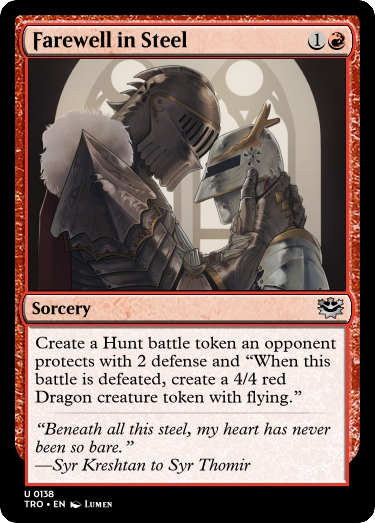 Farewell in Steel 1
Sorcery
Create a Hunt battle token an opponent
protects with 2 defense and “When this
battle is defeated, create a 4/4 red
Dragon creature token with flying.”
“Beneath all this steel, my heart has never
been so bare.”
—Syr Kreshtan to Syr Thomir
U 0138
TRO • EN Lumen